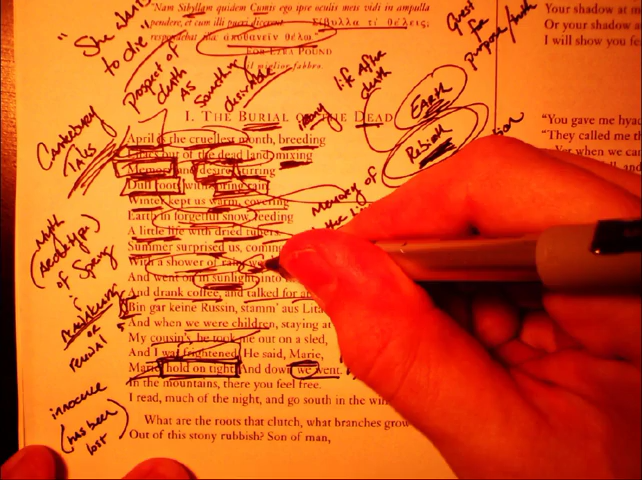 "Nam Sibyllam quidem Cumis ego ipse oculis meis vidi in ampulla
pendere, et cum illi pueri dicerent: Σίβυλλα τί θέλεις;
respondebat illa: ἀποθανεῖν θέλω."
FOR EZRA POUND
il miglior fabbro.
"She wants
to die"
prospect of
death
as
something
desirable
life After
death
Quest
for
purpose/truth
I. THE BURIAL OF THE DEAD
irony
EARth
Rebirth
Canterbury
Tales
April is the cruellest month, breeding
Lilacs out of the dead land, mixing
Memory and desire, stirring
Dull roots with spring rain.
Winter kept us warm, covering
Earth in forgetful snow, feeding
A little life with dried tubers.
Summer surprised us, coming
With a shower of rain;
And went on in sunlight, into
And drank coffee, and talked for an
Bin gar keine Russin, stamm' aus Lita
And when we were children, staying at
My cousin's, he took me out on a sled,
And I was frightened. He said, Marie,
Marie, hold on tight. And down we went.
In the mountains, there you feel free.
I read, much of the night, and go south in the win
What are the roots that clutch, what branches grow
Out of this stony rubbish? Son of man,
Memory of
the
myth
(Archetype)
of Spring
is
reawakening
or
renewal
innocence
(has been
lost)
Your shadow at m
Or your shadow a
I will show you f
"You gave me hyac
"They called me t
Yet when we ca